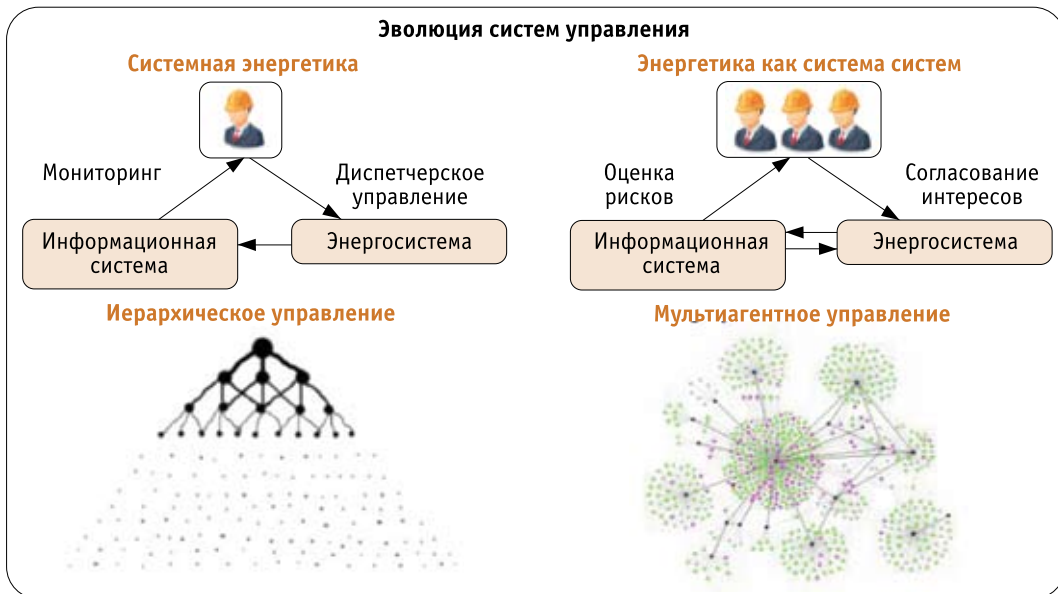 Эволюция систем управления
Системная энергетика
Мониторинг
Диспетчерское
управление
Информационная
система
Энергосистема
Иерархическое управление
Энергетика как система систем
Оценка
рисков
Согласование
интересов
Информационная
система
Энергосистема
Мультиагентное управление